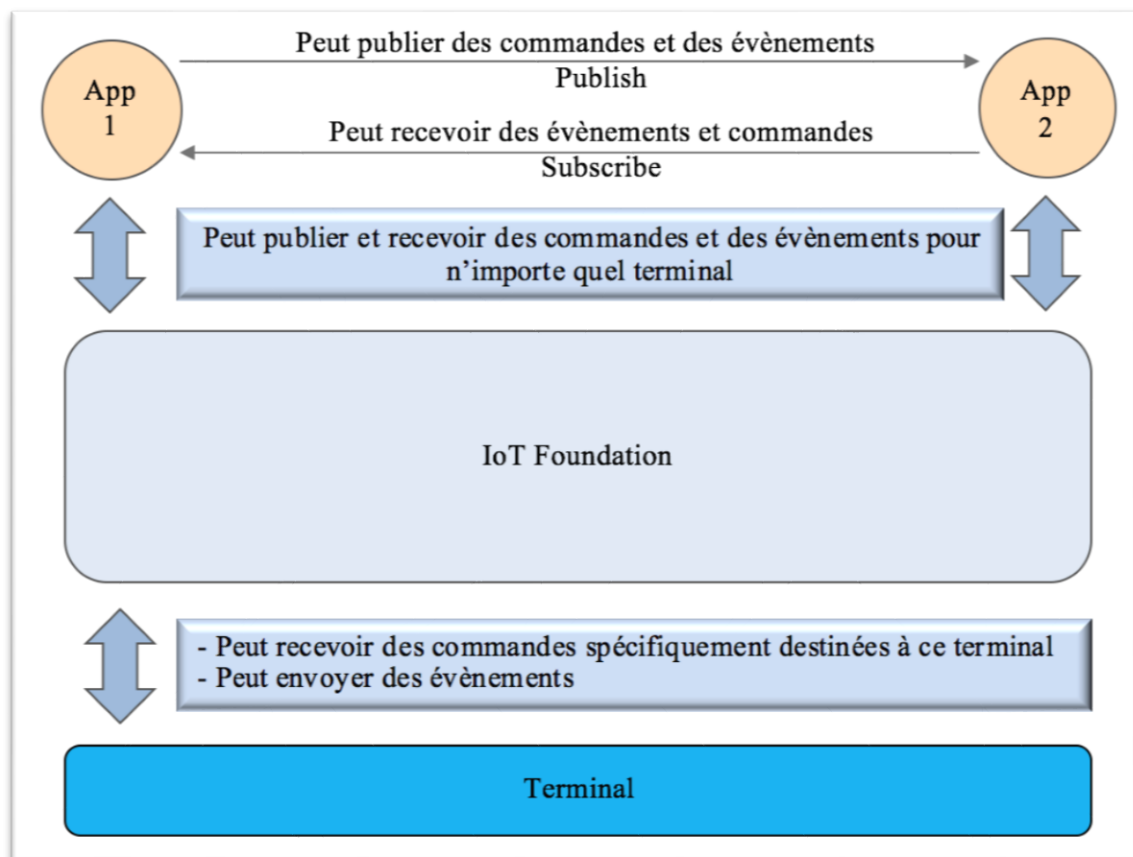 Peut publier des commandes et des évènements
Publish
App
1
App
2
Peut recevoir des évènements et commandes
Subscribe
Peut publier et recevoir des commandes et des évènements pour
n’importe quel terminal
IoT Foundation
- Peut recevoir des commandes spécifiquement destinées à ce terminal
- Peut envoyer des évènements
Terminal